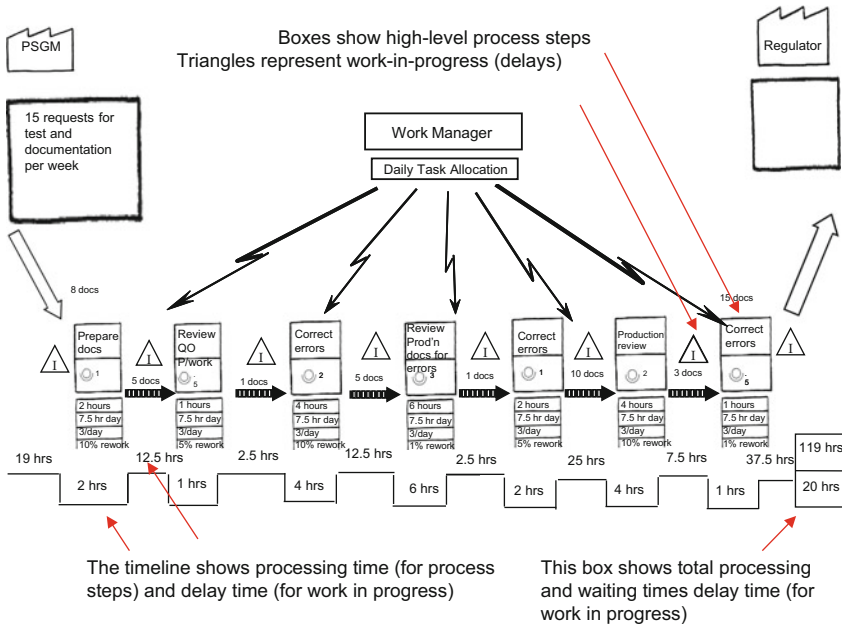 PSGM
Boxes show high-level process steps
Triangles represent work-in-progress (delays)
Regulator
15 requests for
test and
documentation
per week
Work Manager
Daily Task Allocation
8 docs
15 docs
Prepare
docs
1
I
Review
QO
P/work
5
I
Correct
errors
2
I
Review
Prod'n
docs for
errors
3
I
Correct
errors
1
I
Production
review
2
I
Correct
errors
5
I
I
5 docs
1 docs
5 docs
1 docs
10 docs
3 docs
2 hours
7.5 hr day
3/day
10% rework
1 hours
7.5 hr day
3/day
5% rework
4 hours
7.5 hr day
3/day
10% rework
6 hours
7.5 hr day
3/day
1% rework
2 hours
7.5 hr day
3/day
5% rework
4 hours
7.5 hr day
3/day
10% rework
1 hours
7.5 hr day
3/day
1% rework
19 hrs
12.5 hrs
2.5 hrs
12.5 hrs
2.5 hrs
25 hrs
7.5 hrs
37.5 hrs
119 hrs
2 hrs
1 hrs
4 hrs
6 hrs
2 hrs
4 hrs
1 hrs
20 hrs
The timeline shows processing time (for process
steps) and delay time (for work in progress)
This box shows total processing
and waiting times delay time (for
work in progress)